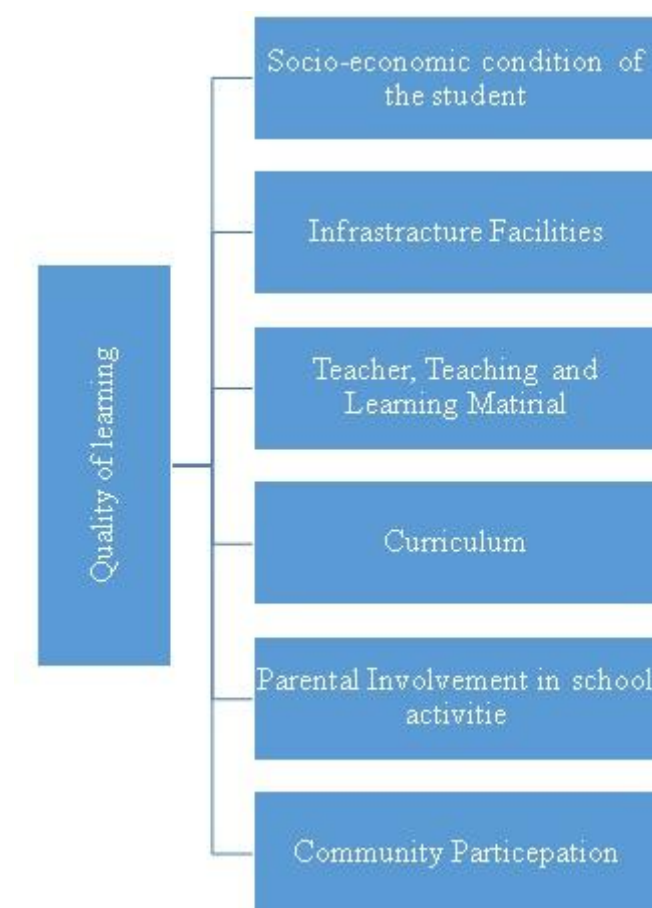 Quality of learning
Socio-economic condition of
the student
Infrastracture Facilities
Teacher, Teaching and
Learning Matirial
Curriculum
Parental Involvement in school
activitie
Community Particepation